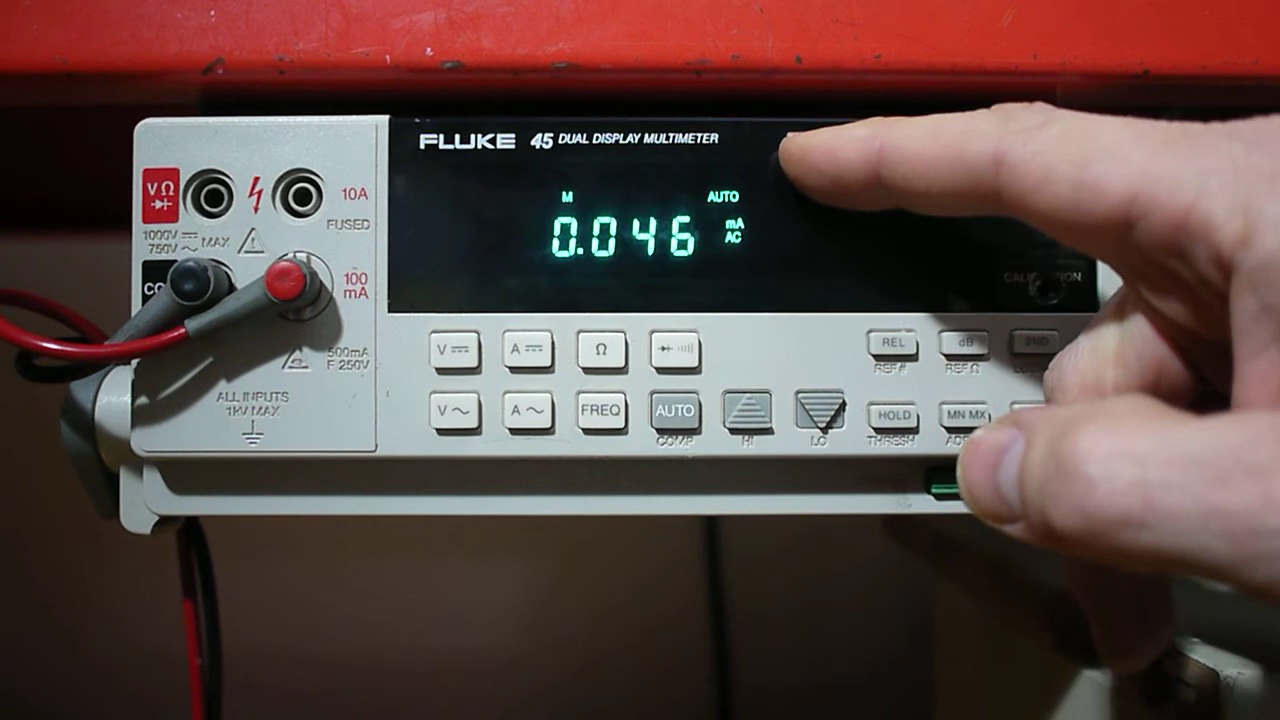 FLUKE 45 DUAL DISPLAY MULTIMETER
M AUTO
0.046 mA AC
VΩ
10A
FUSED
1000V
750V MAX
100 mA
500mA
F 250V
ALL INPUTS
1KV MAX
V A Ω
REL dB 2ND
REF# REF Ω
V A FREQ AUTO
HOLD MN MX
COMP HI LO THRESH